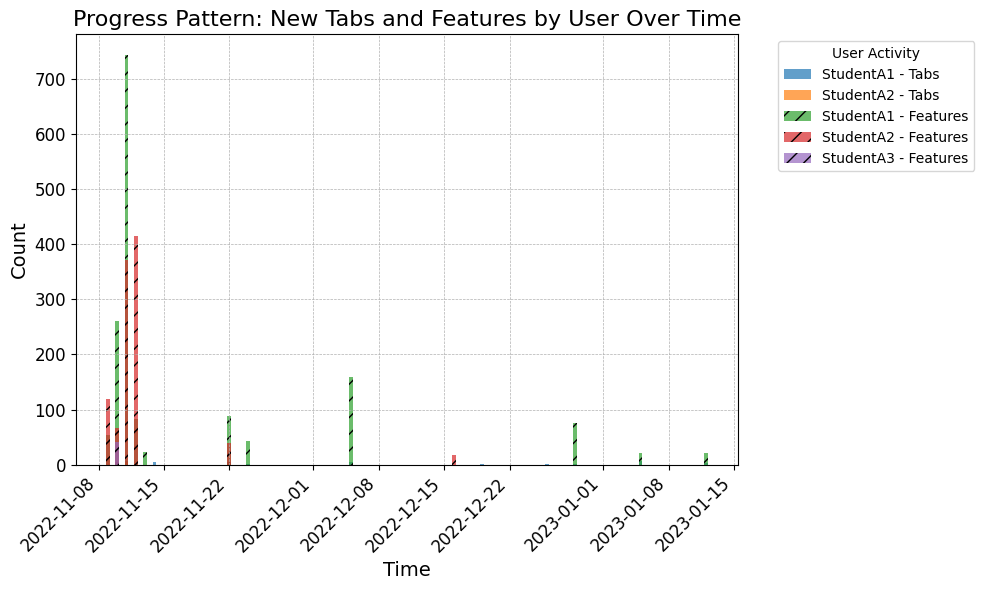 Progress Pattern: New Tabs and Features by User Over Time
User Activity
StudentA1 - Tabs
StudentA2 - Tabs
StudentA1 - Features
StudentA2 - Features
StudentA3 - Features
Count
700
600
500
400
300
200
100
0
2022-11-08
2022-11-15
2022-11-22
2022-12-01
2022-12-08
2022-12-15
2022-12-22
2023-01-01
2023-01-08
2023-01-15
Time